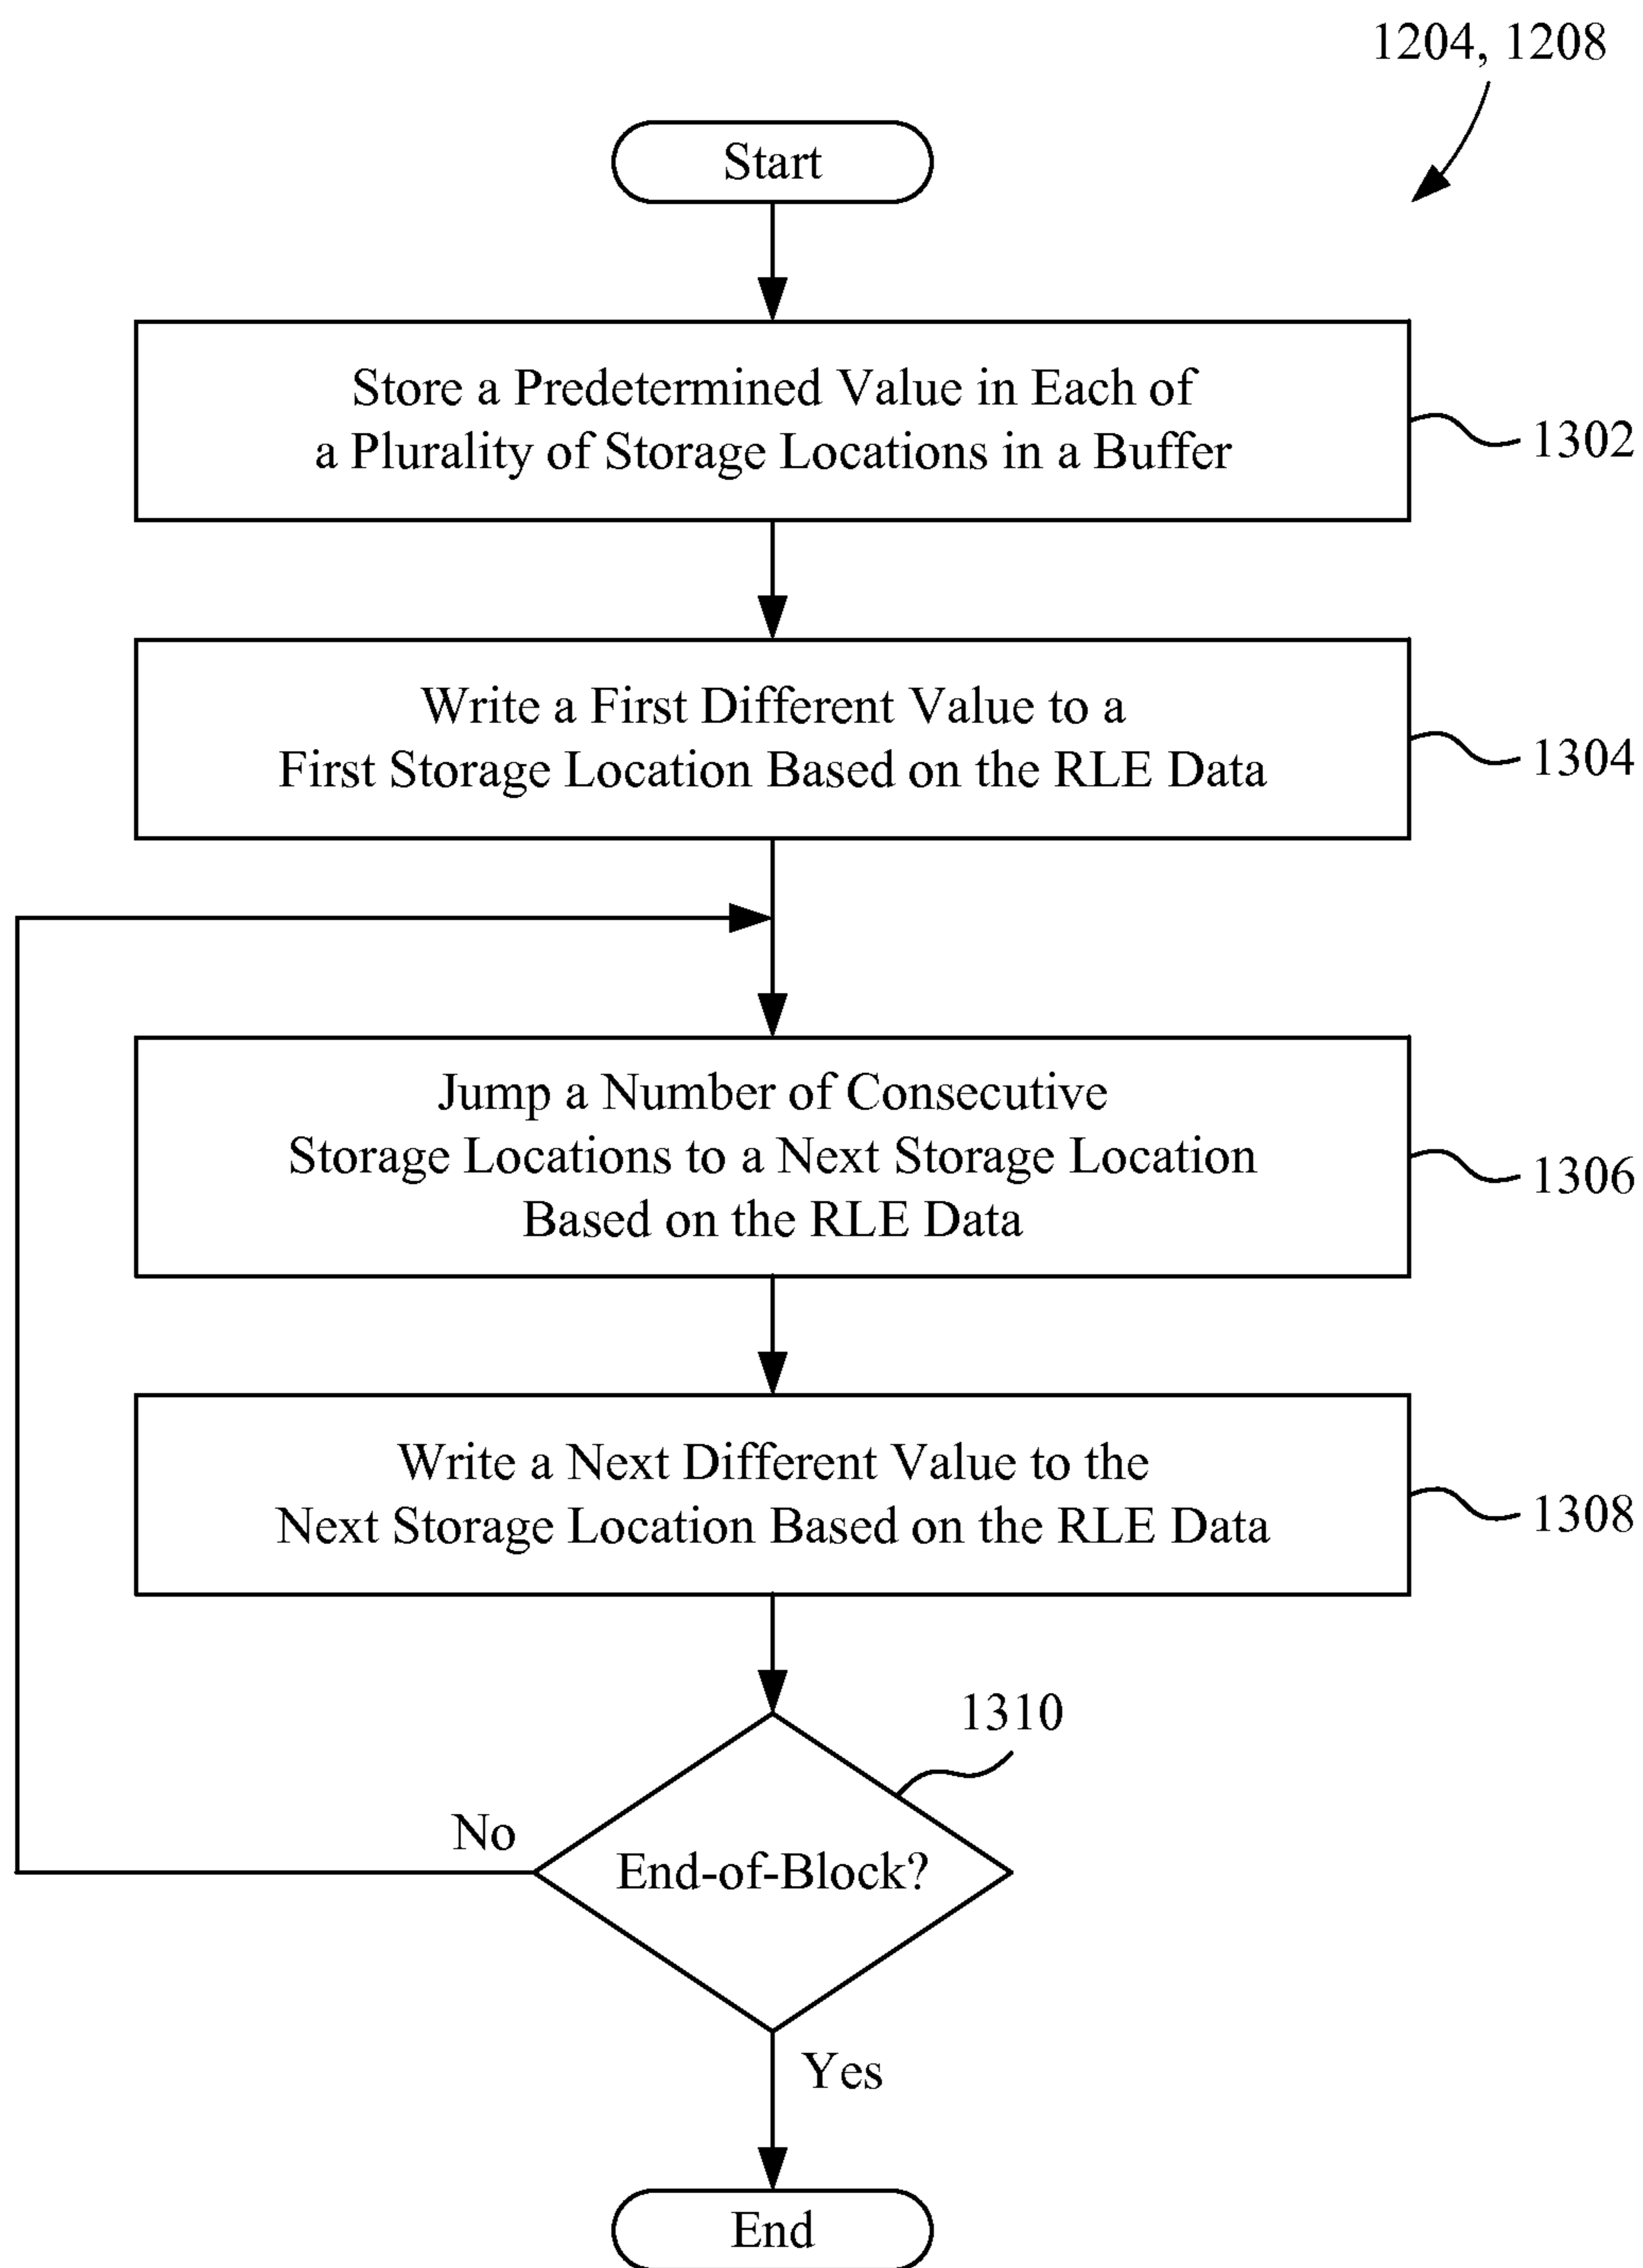 1204, 1208
Start
Store a Predetermined Value in Each of
a Plurality of Storage Locations in a Buffer
1302
Write a First Different Value to a
First Storage Location Based on the RLE Data
1304
Jump a Number of Consecutive
Storage Locations to a Next Storage Location
Based on the RLE Data
1306
Write a Next Different Value to the
Next Storage Location Based on the RLE Data
1308
1310
No
End-of-Block?
Yes
End